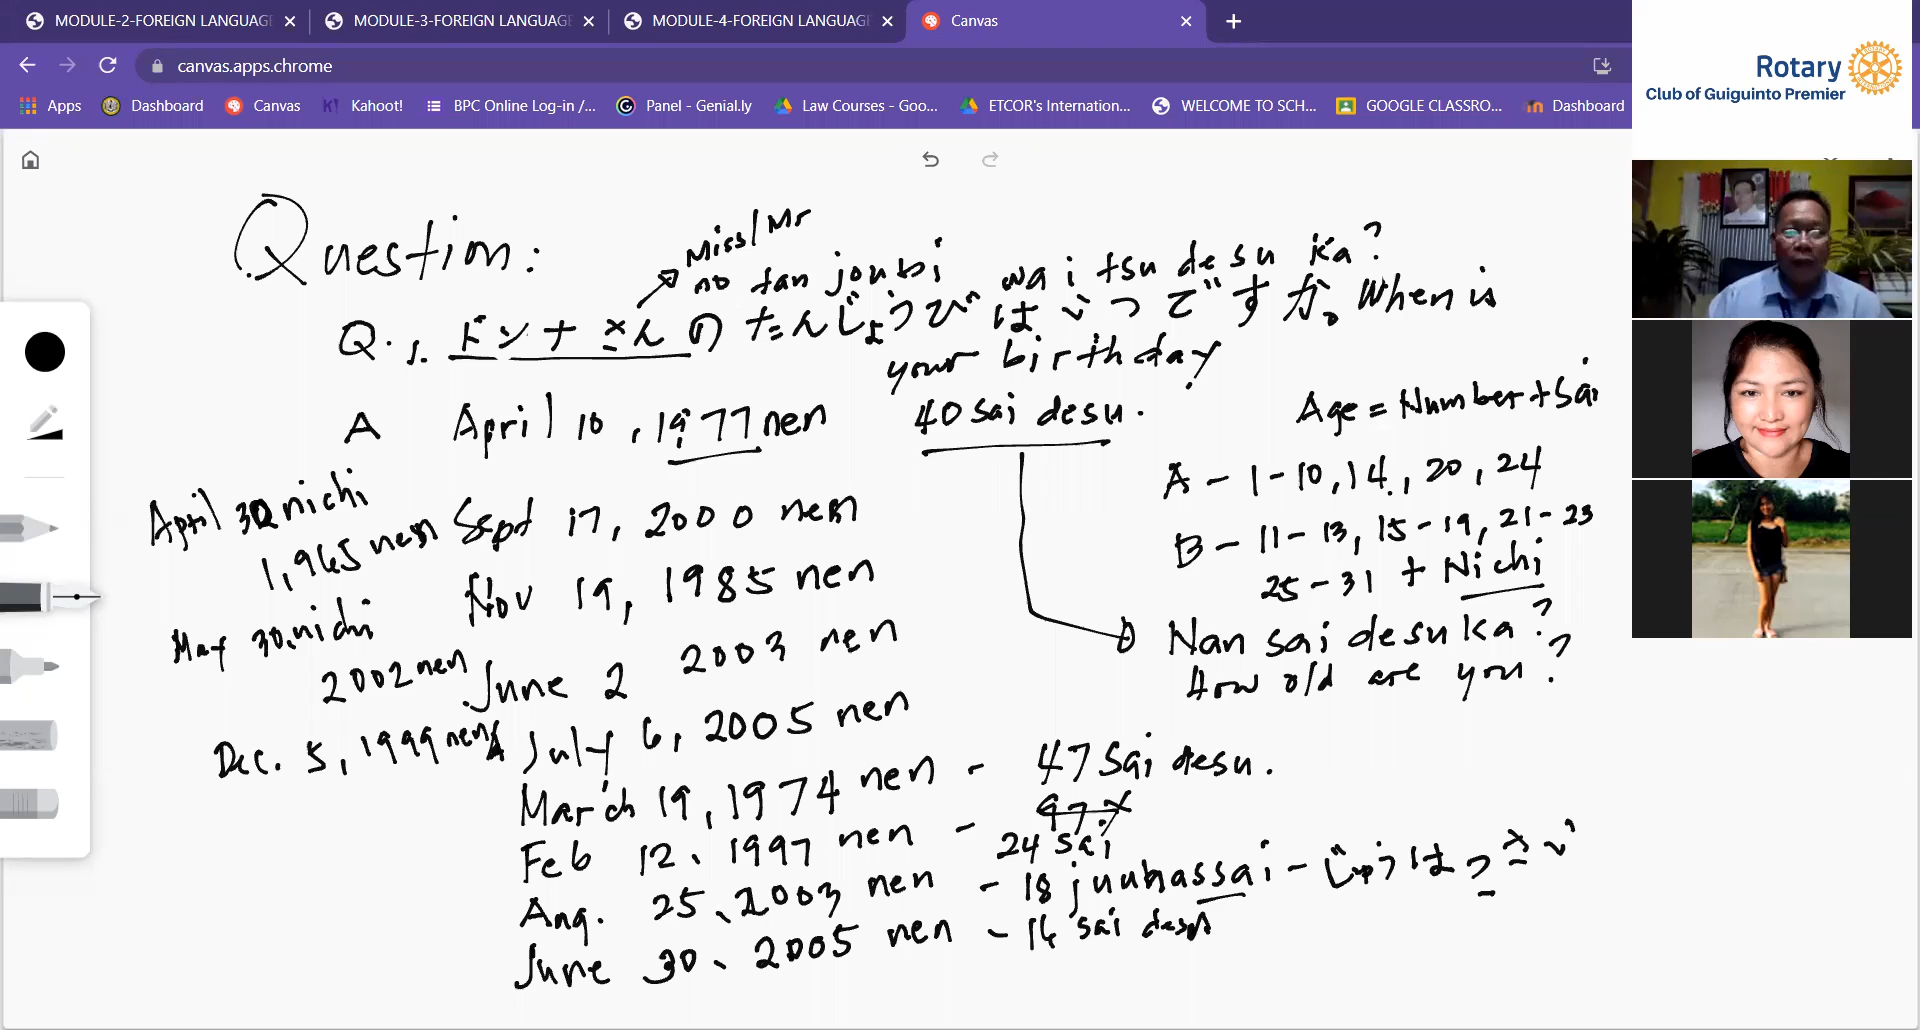 MODULE-2-FOREIGN LANGUAGE
MODULE-3-FOREIGN LANGUAGE
MODULE-4-FOREIGN LANGUAGE
Canvas
canvas.apps.chrome
Apps
Dashboard
Canvas
Kahoot!
BPC Online Log-in /...
Panel - Genial.ly
Law Courses - Goo...
ETCOR's Internation...
WELCOME TO SCH...
GOOGLE CLASSRO...
Dashboard
Rotary
Club of Guiguinto Premier
Question:
Miss/Mr
no tan joubi wa itsu desu ka?
Q.1. ドンナさんのたんじょうびはいつですか。When is
your birthday
A April 10, 1977 nen 40 sai desu.
Age = Number + Sai
A - 1-10, 14, 20, 24
B - 11-13, 15-19, 21-23
25-31 + Nichi
Nan sai desu ka?
How old are you?
April 30 nichi
1,965 nen
May 30 nichi
2002 nen
Dec. 5, 1999 nen
Sept 17, 2000 nen
Nov 19, 1985 nen
June 2 2003 nen
July 6, 2005 nen
March 19, 1974 nen - 47 Sai desu.
Feb 12, 1997 nen - 97
24 sai
Aug. 25, 2003 nen - 18 juuhassai - じゅうはっさい
June 30, 2005 nen - 16 sai desu